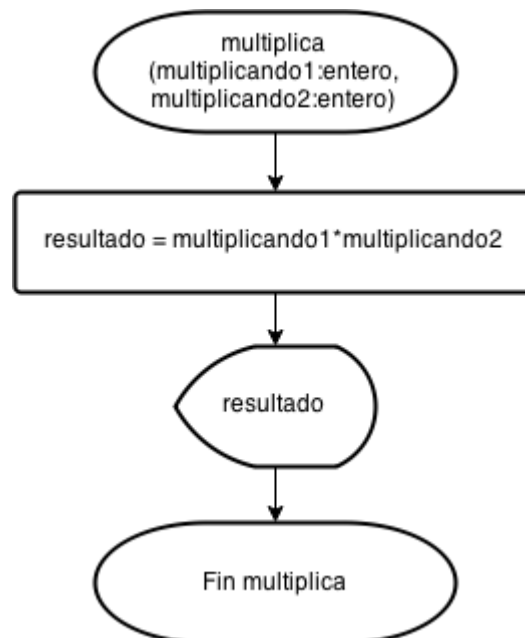 multiplica
(multiplicando1:entero,
multiplicando2:entero)
resultado = multiplicando1*multiplicando2
resultado
Fin multiplica